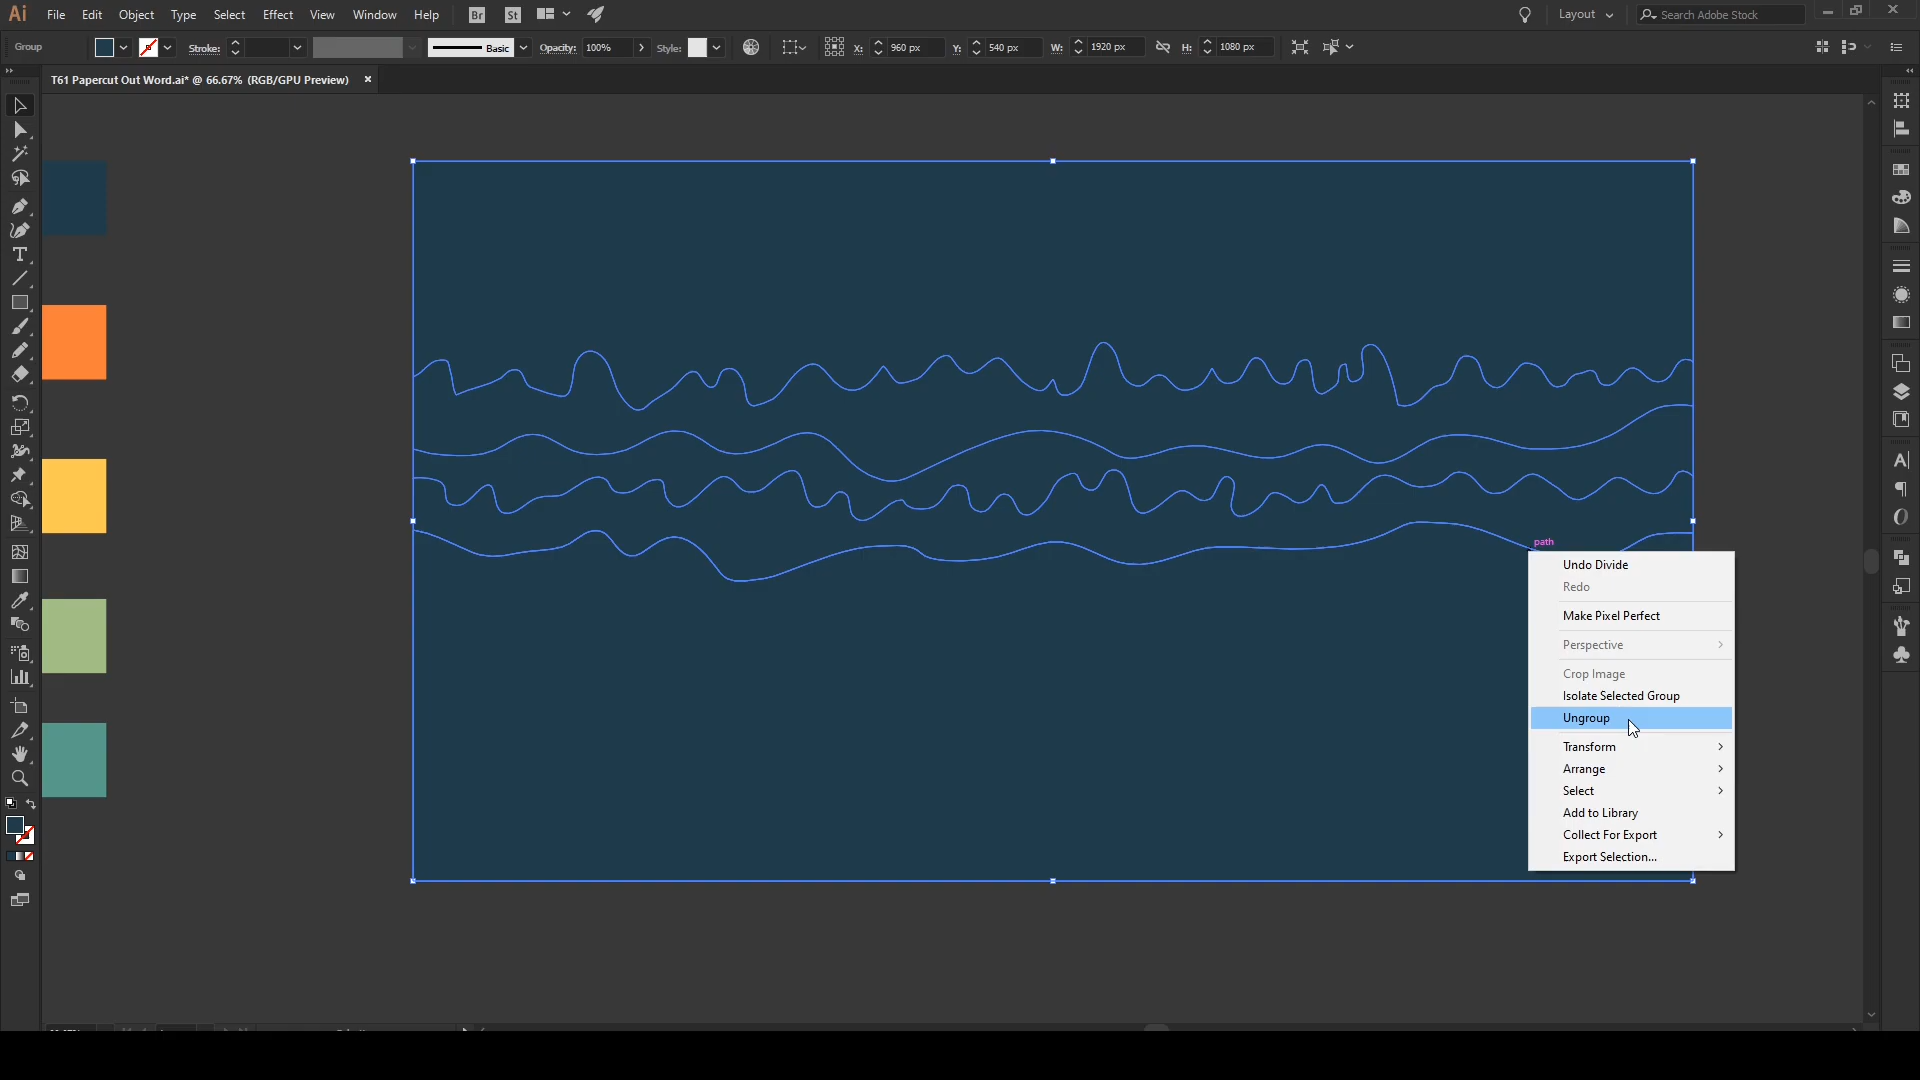 Ai File Edit Object Type Select Effect View Window Help Br St Layout Search Adobe Stock
Group Stroke: Basic Opacity: 100% Style: X: 960 px Y: 540 px W: 1920 px H: 1080 px
T61 Papercut Out Word.ai* @ 66.67% (RGB/GPU Preview) ×
path
Undo Divide
Redo
Make Pixel Perfect
Perspective
Crop Image
Isolate Selected Group
Ungroup
Transform
Arrange
Select
Add to Library
Collect For Export
Export Selection...